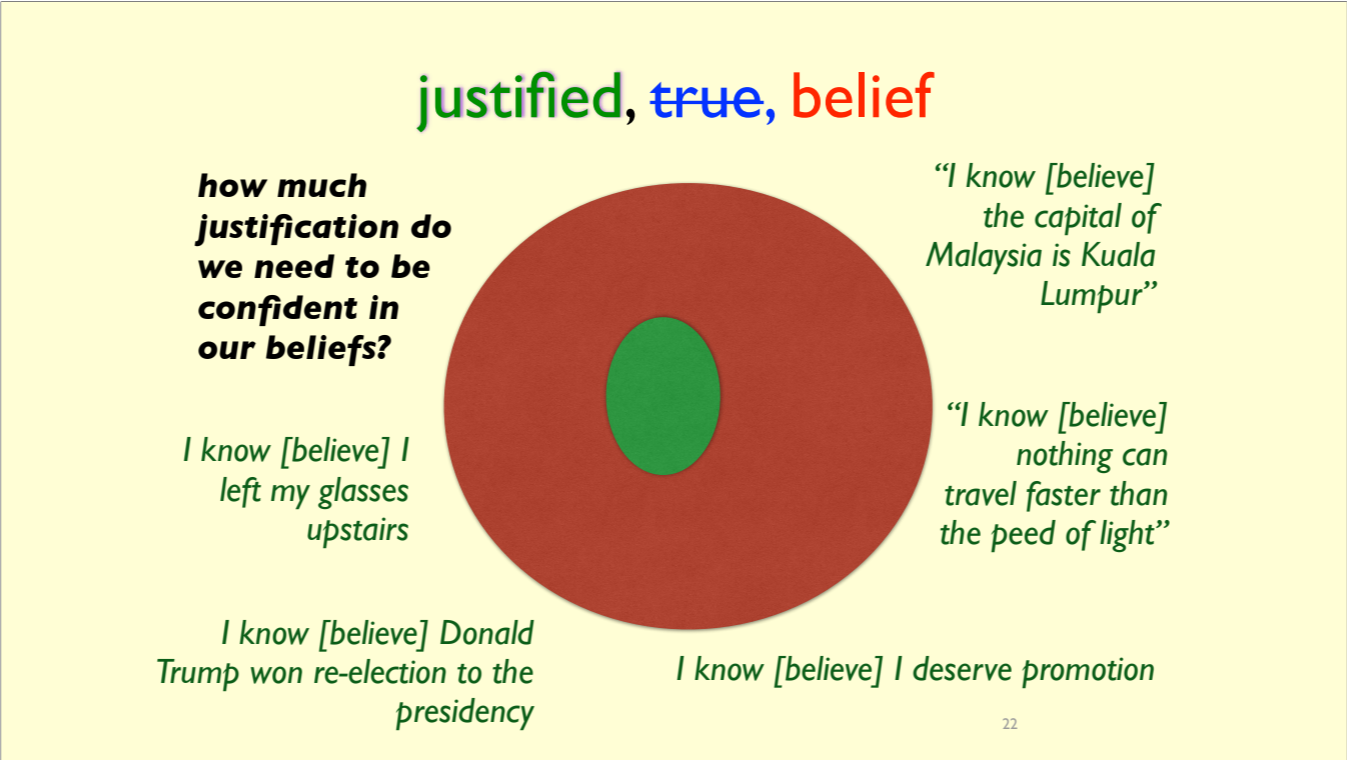 justified, true, belief
how much
justification do
we need to be
confident in
our beliefs?
“I know [believe]
the capital of
Malaysia is Kuala
Lumpur”
I know [believe] I
left my glasses
upstairs
“I know [believe]
nothing can
travel faster than
the peed of light”
I know [believe] Donald
Trump won re-election to the
presidency
I know [believe] I deserve promotion
22